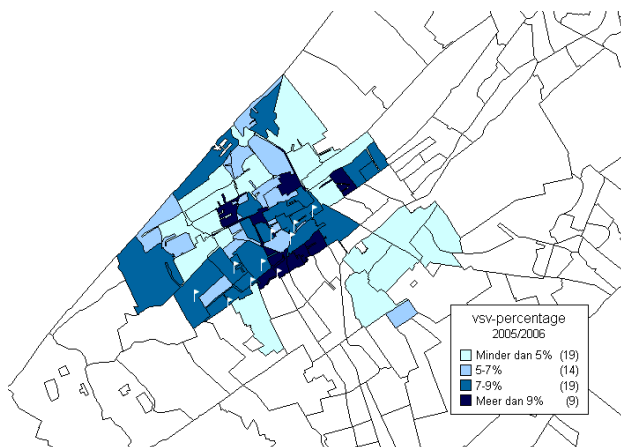 vsv-percentage
2005/2006
Minder dan 5% (19)
5-7% (14)
7-9% (19)
Meer dan 9% (9)